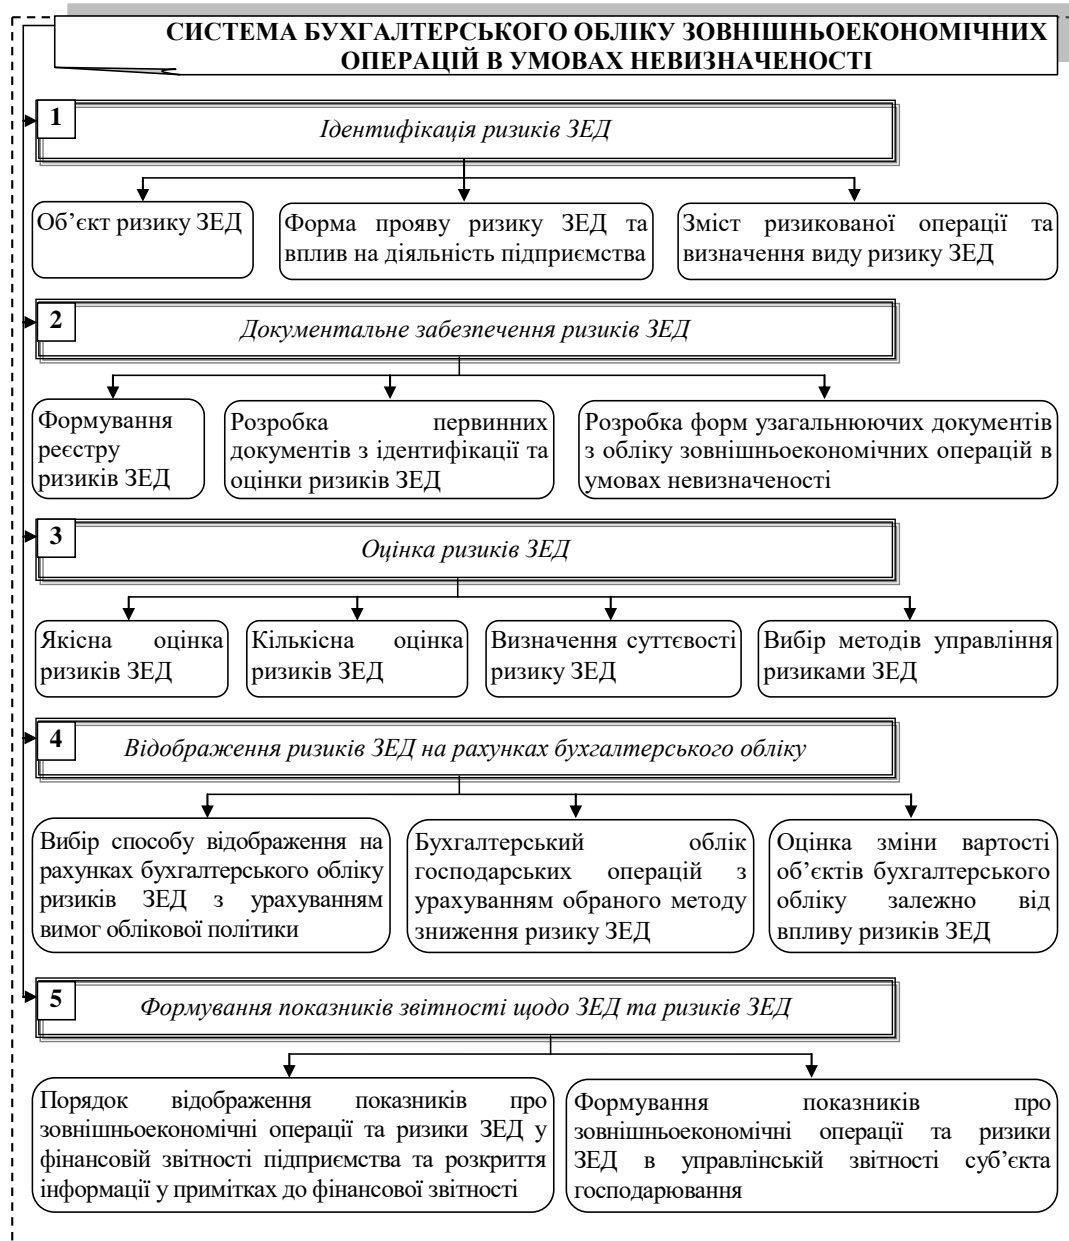 СИСТЕМА БУХГАЛТЕРСЬКОГО ОБЛІКУ ЗОВНІШНЬОЕКОНОМІЧНИХ
ОПЕРАЦІЙ В УМОВАХ НЕВИЗНАЧЕНОСТІ
1
Ідентифікація ризиків ЗЕД
Об’єкт ризику ЗЕД
Форма прояву ризику ЗЕД та
вплив на діяльність підприємства
Зміст ризикованої операції та
визначення виду ризику ЗЕД
2
Документальне забезпечення ризиків ЗЕД
Формування
реєстру
ризиків ЗЕД
Розробка первинних
документів з ідентифікації та
оцінки ризиків ЗЕД
Розробка форм узагальнюючих документів
з обліку зовнішньоекономічних операцій в
умовах невизначеності
3
Оцінка ризиків ЗЕД
Якісна оцінка
ризиків ЗЕД
Кількісна оцінка
ризиків ЗЕД
Визначення суттєвості
ризику ЗЕД
Вибір методів управління
ризиками ЗЕД
4
Відображення ризиків ЗЕД на рахунках бухгалтерського обліку
Вибір способу відображення на
рахунках бухгалтерського обліку
ризиків ЗЕД з урахуванням
вимог облікової політики
Бухгалтерський облік
господарських операцій з
урахуванням обраного методу
зниження ризику ЗЕД
Оцінка зміни вартості
об’єктів бухгалтерського
обліку залежно від
впливу ризиків ЗЕД
5
Формування показників звітності щодо ЗЕД та ризиків ЗЕД
Порядок відображення показників про
зовнішньоекономічні операції та ризики ЗЕД у
фінансовій звітності підприємства та розкриття
інформації у примітках до фінансової звітності
Формування показників про
зовнішньоекономічні операції та ризики
ЗЕД в управлінській звітності суб’єкта
господарювання